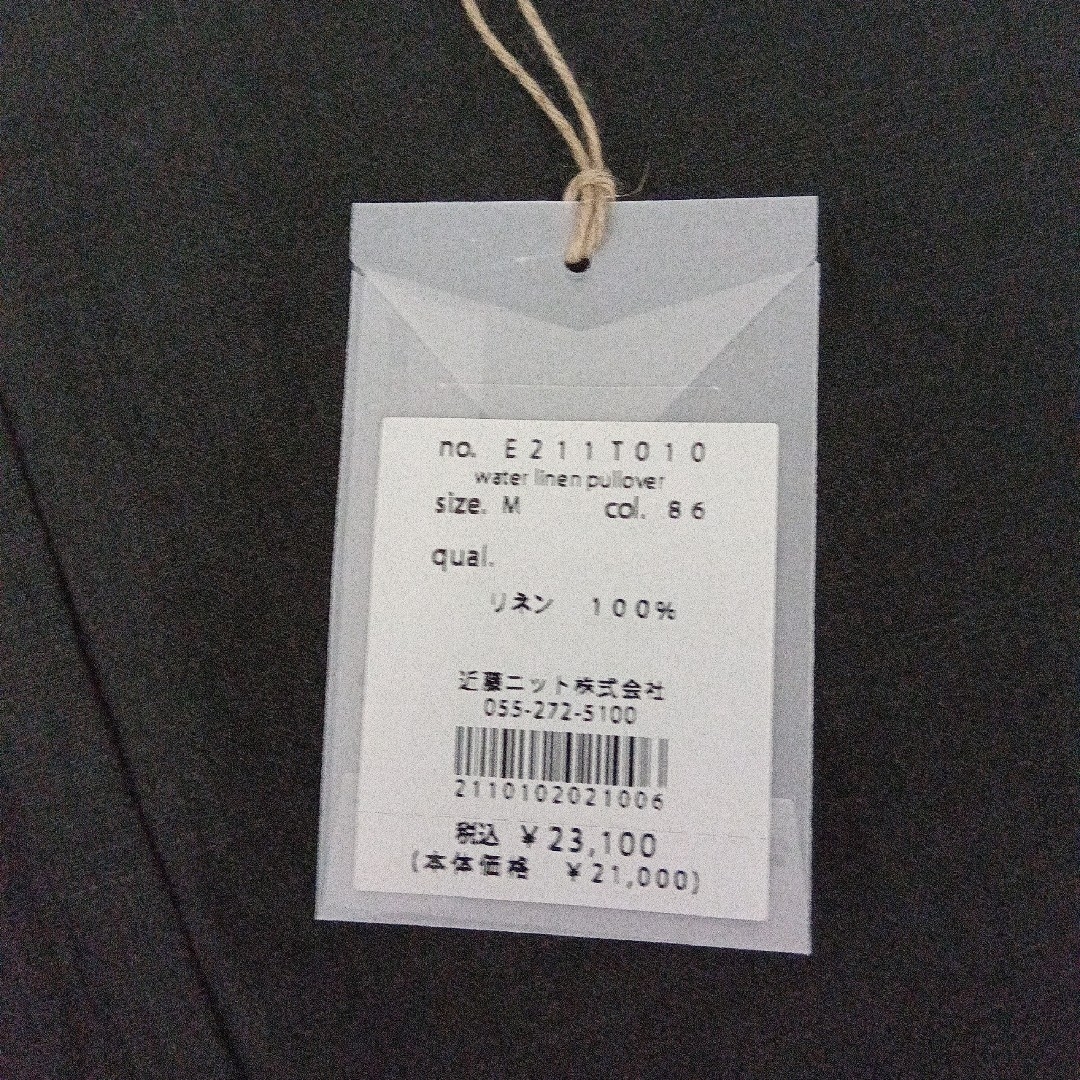 no. E211T010
water linen pullover
size. M col. 86
qual.
リネン 100%
近藤ニット株式会社
055-272-5100
2110102021006
税込 ¥23,100
(本体価格 ¥21,000)